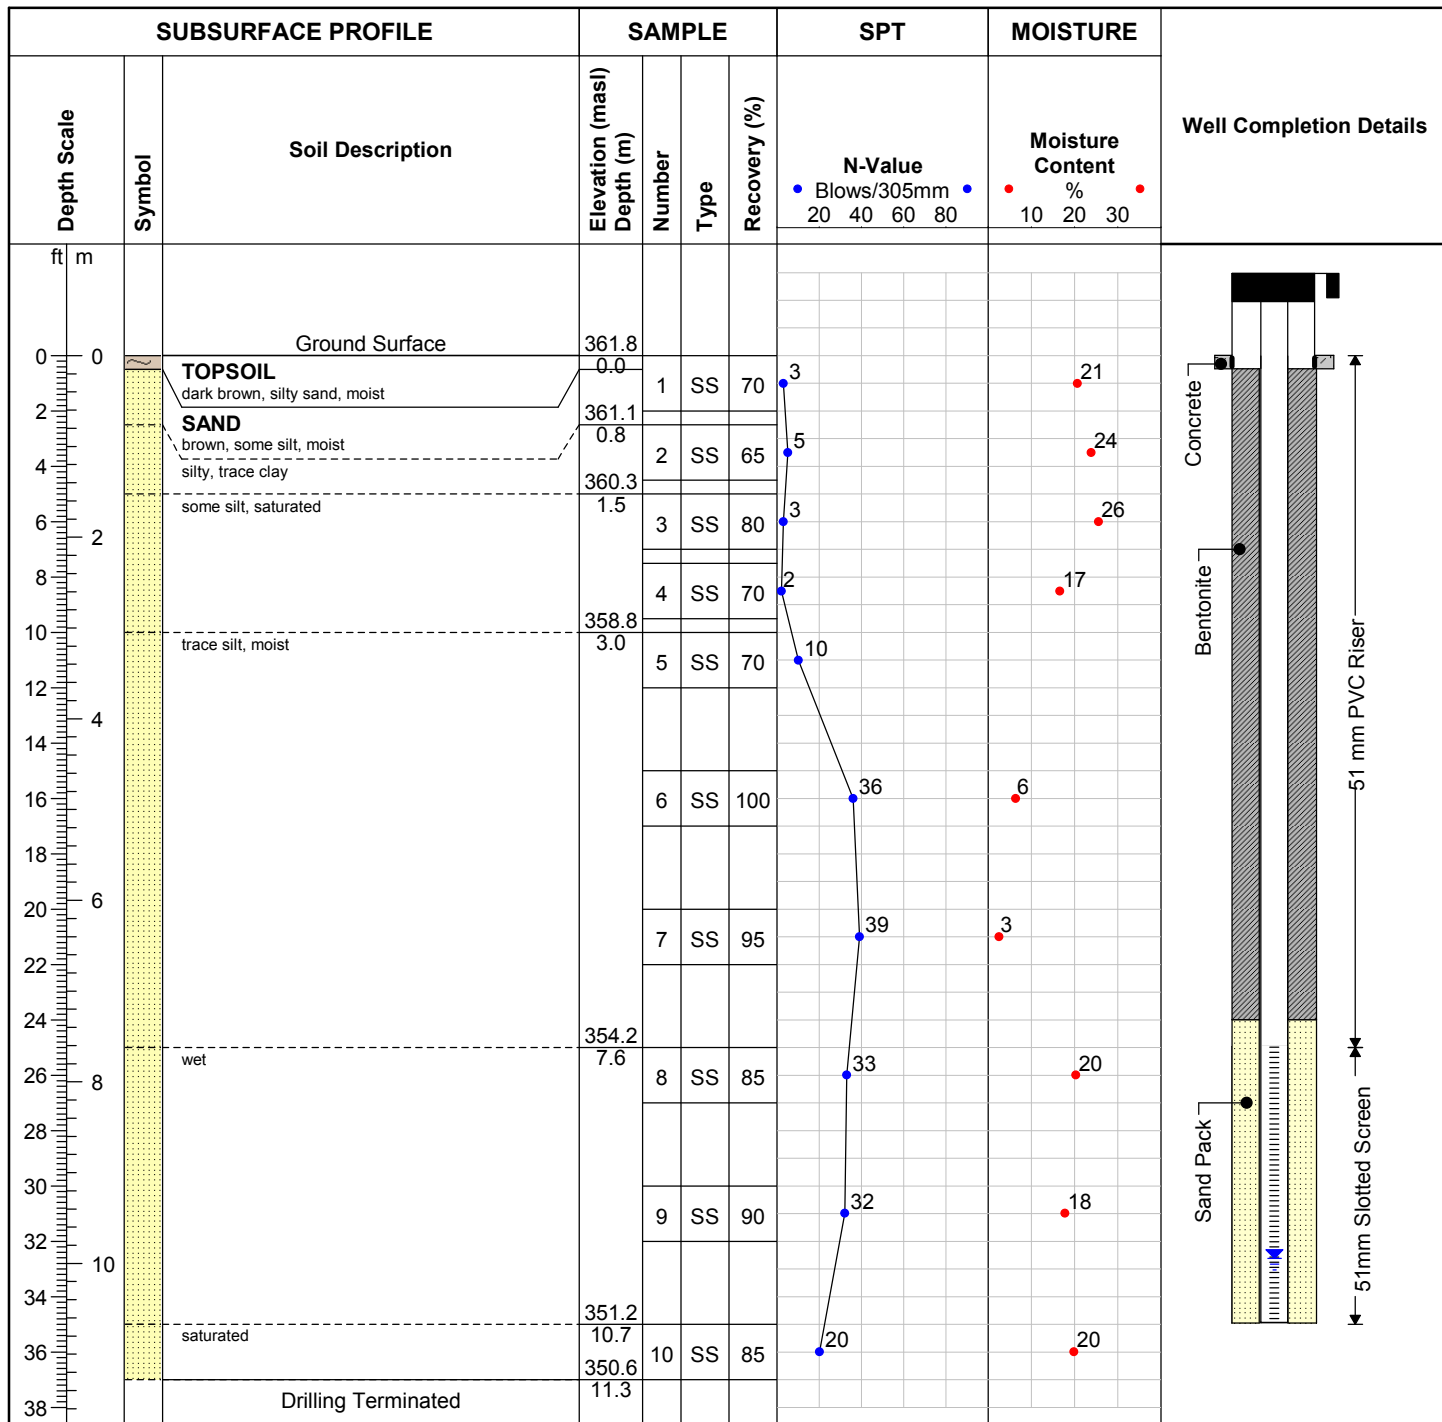 SUBSURFACE PROFILE
SAMPLE
SPT
MOISTURE
Depth Scale
Symbol
Soil Description
Elevation (masl)
Depth (m)
Number
Type
Recovery (%)
N-Value
Blows/305mm
20 40 60 80
Moisture
Content
%
10 20 30
Well Completion Details
ft m
Ground Surface
361.8
0 0
0.0
TOPSOIL
dark brown, silty sand, moist
1 SS 70
3
21
2
361.1
SAND
0.8
brown, some silt, moist
2 SS 65
5
24
4
silty, trace clay
360.3
some silt, saturated
1.5
6
3 SS 80
3
26
2
8
4 SS 70
2
17
358.8
10
trace silt, moist
3.0
5 SS 70
10
12
4
14
16
6 SS 100
36
6
18
20
6
7 SS 95
39
3
22
24
354.2
wet
7.6
26
8
8 SS 85
33
20
28
30
9 SS 90
32
18
32
10
34
351.2
saturated
10.7
36
10 SS 85
20
20
350.6
11.3
Drilling Terminated
38
Concrete
Bentonite
Sand Pack
51 mm PVC Riser
51mm Slotted Screen